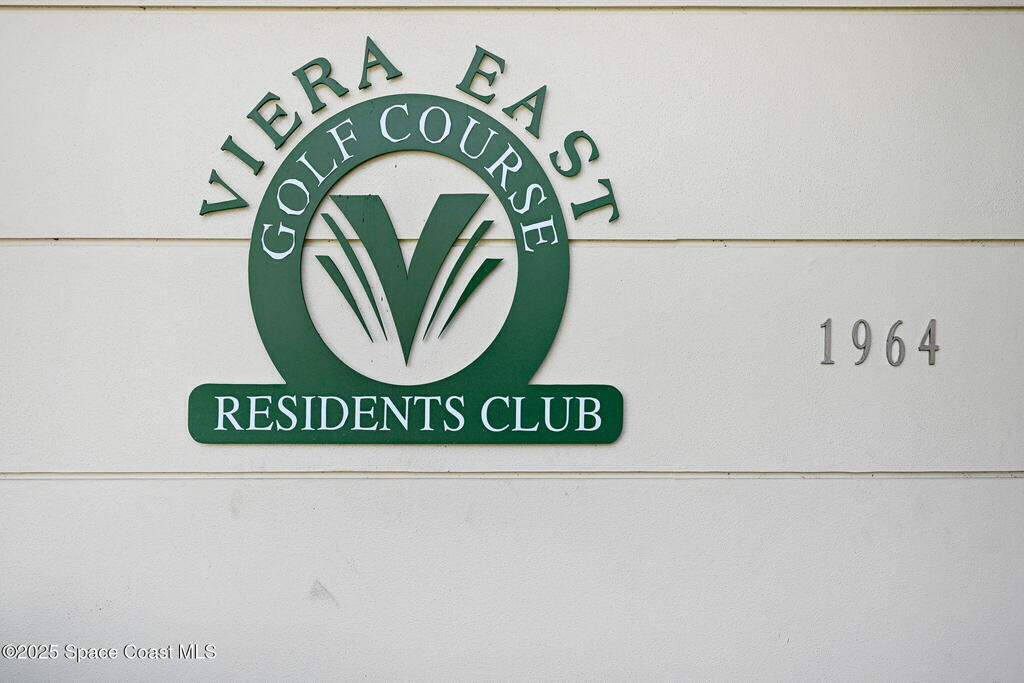 VIERA EAST
GOLF COURSE
V
RESIDENTS CLUB
1964
©2025 Space Coast MLS